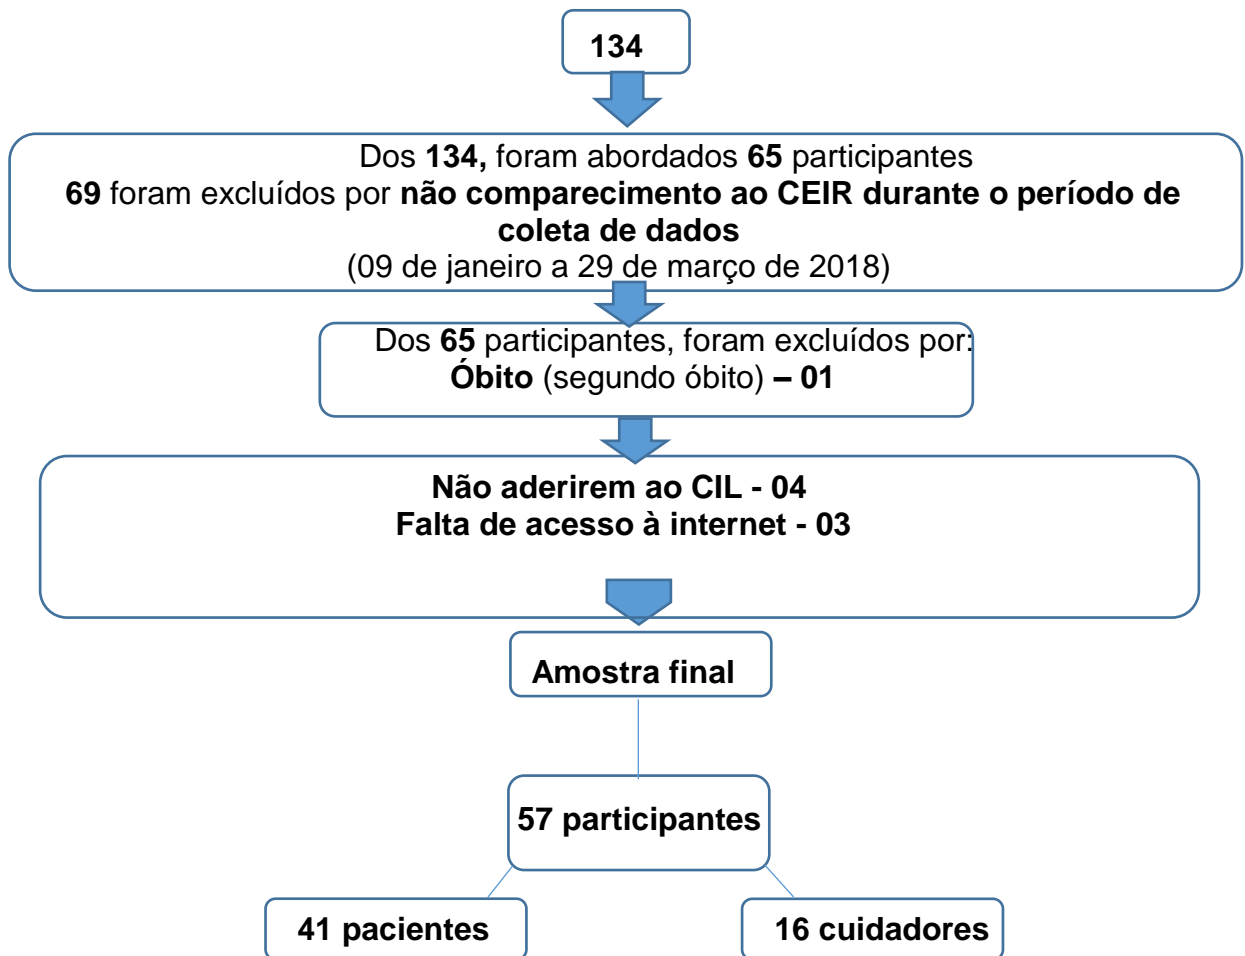 134
Dos 134, foram abordados 65 participantes
69 foram excluídos por não comparecimento ao CEIR durante o período de
coleta de dados
(09 de janeiro a 29 de março de 2018)
Dos 65 participantes, foram excluídos por:
Óbito (segundo óbito) – 01
Não aderirem ao CIL - 04
Falta de acesso à internet - 03
Amostra final
57 participantes
41 pacientes
16 cuidadores